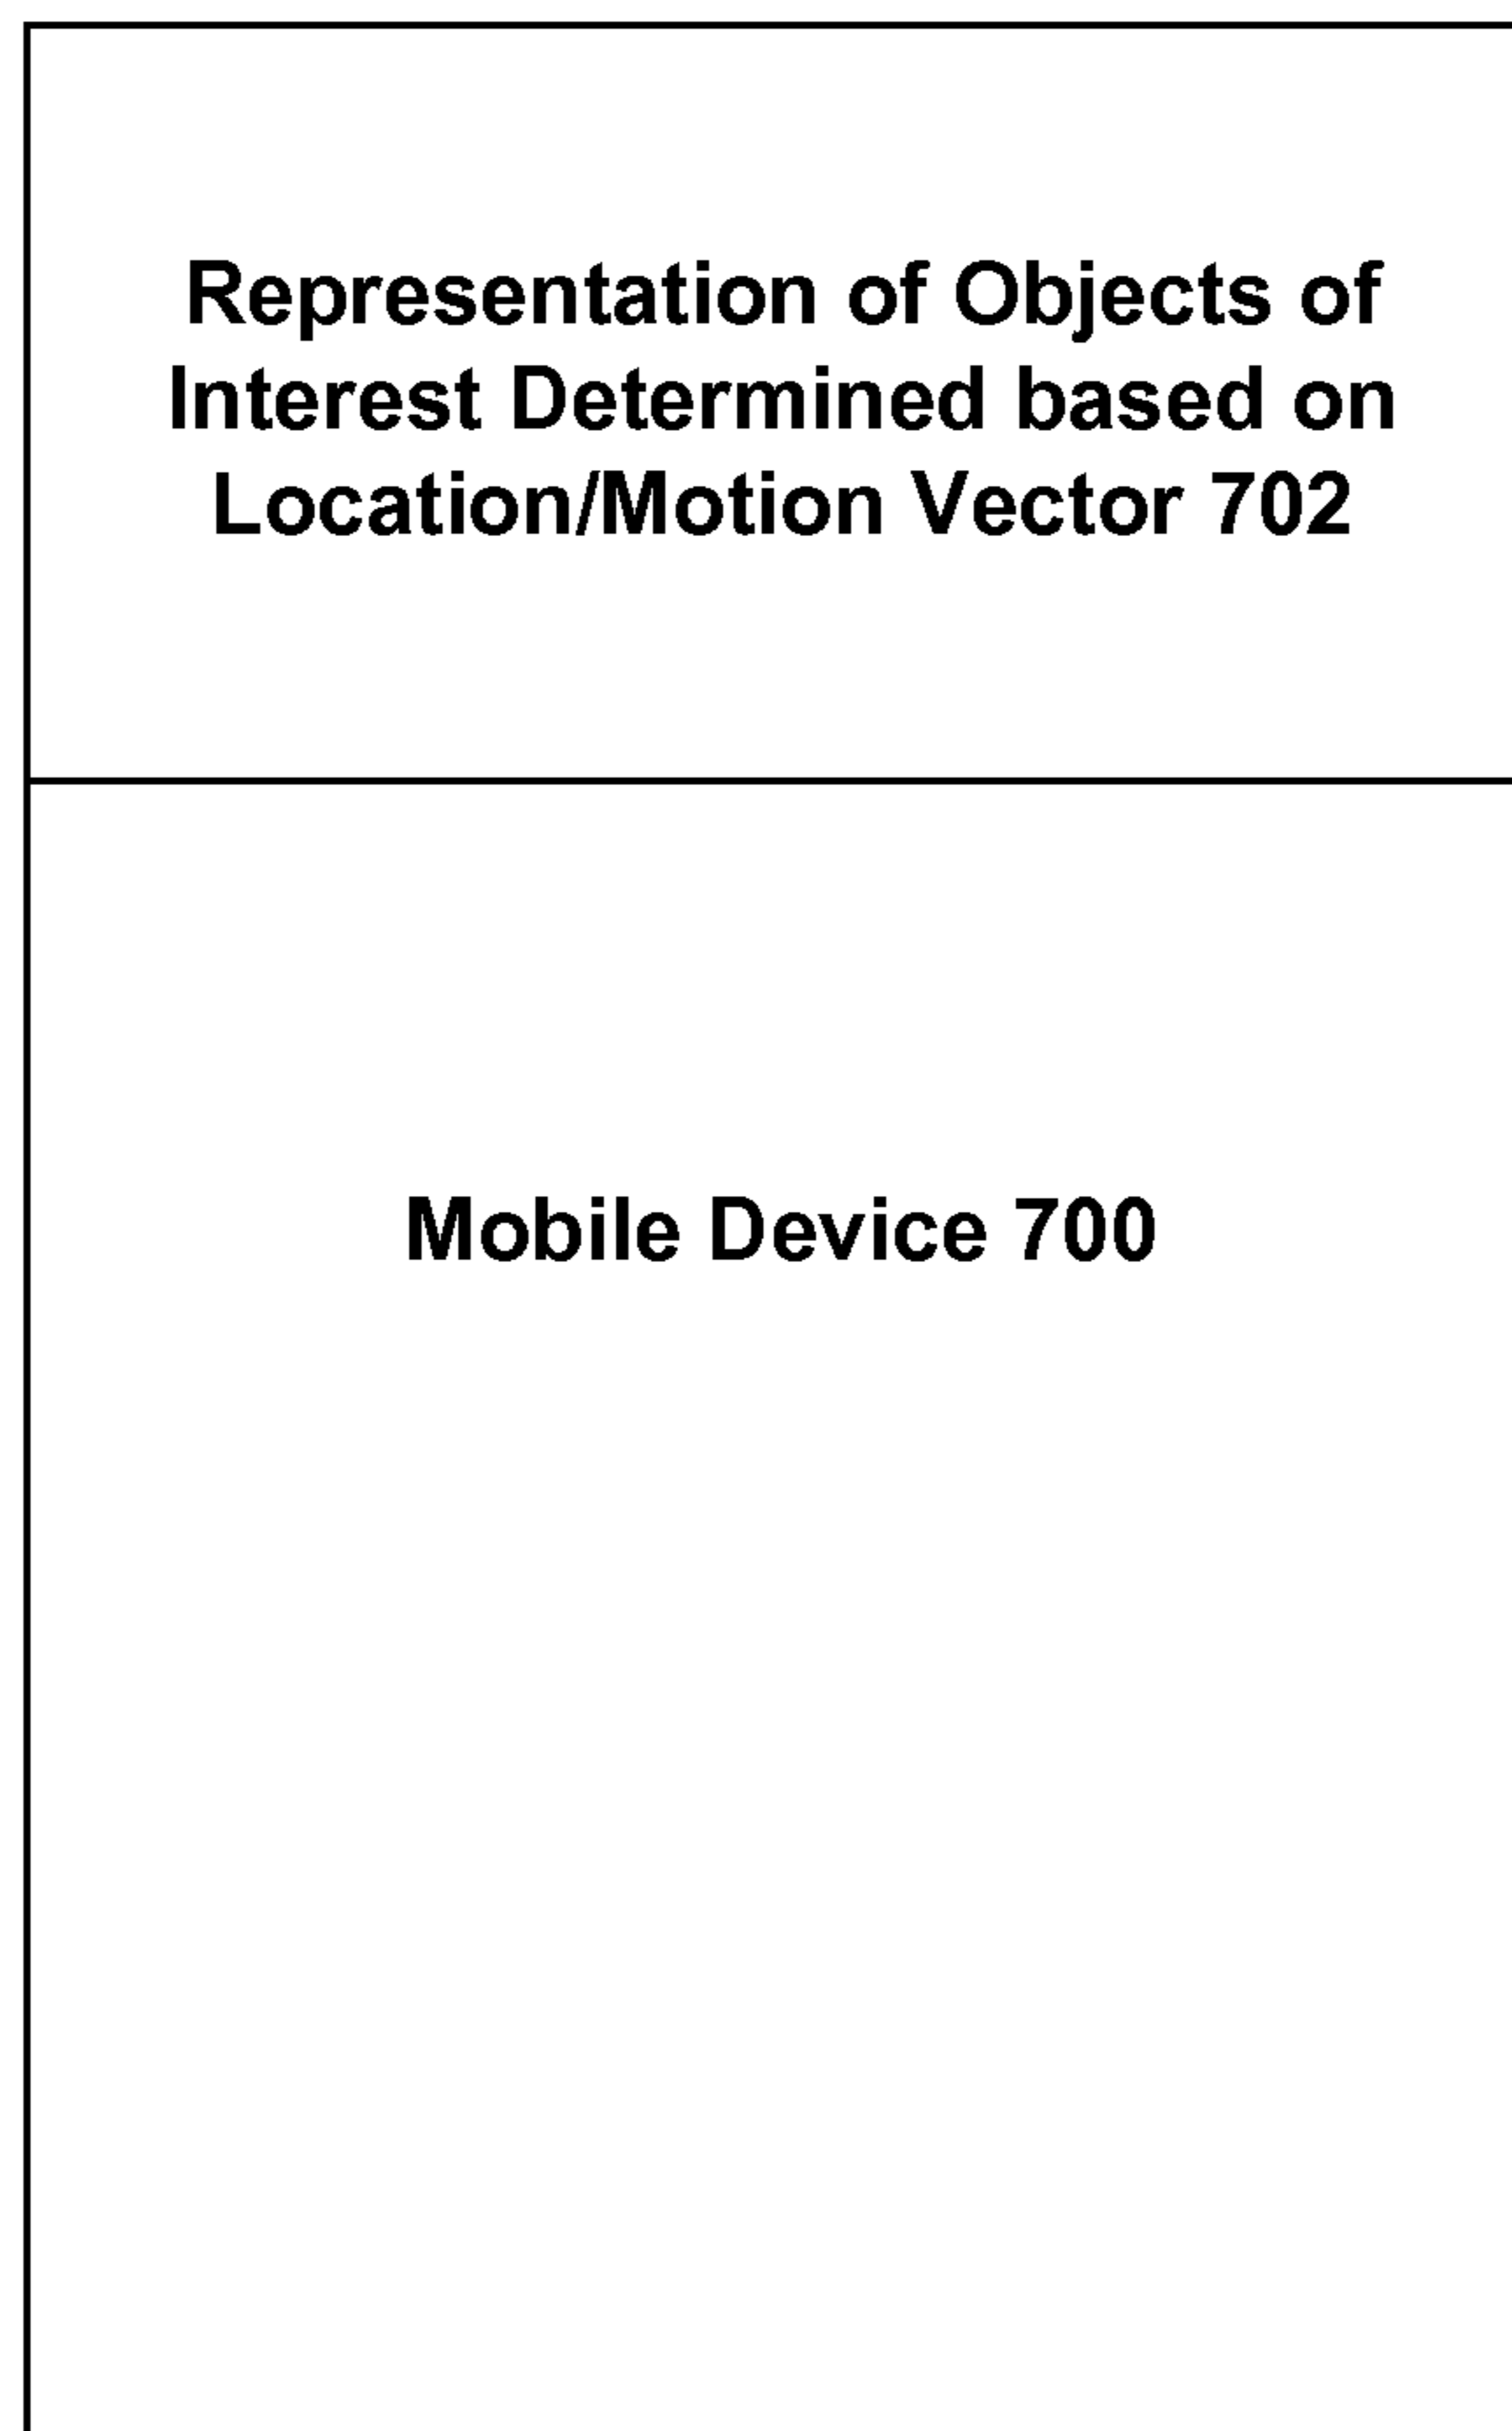 Representation of Objects of
Interest Determined based on
Location/Motion Vector 702
Mobile Device 700